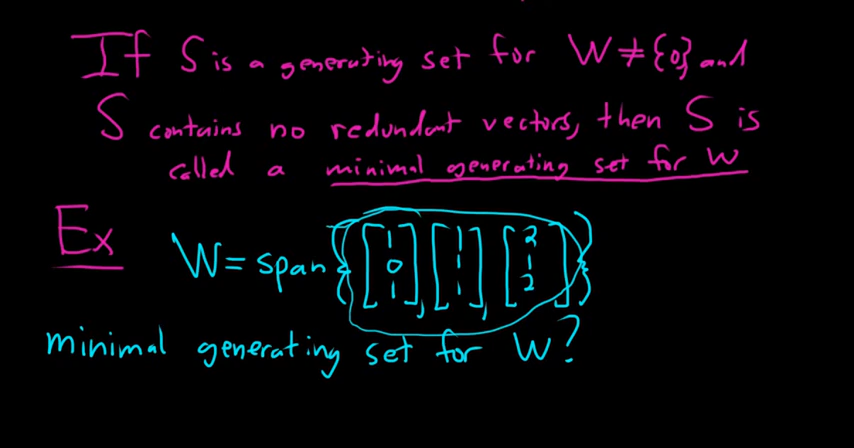 If S is a generating set for W ≠ {0} and
S contains no redundant vectors, then S is
called a minimal generating set for W
Ex
W = span { [1 0 1], [1 1 1], [2 1 2] }
minimal generating set for W?